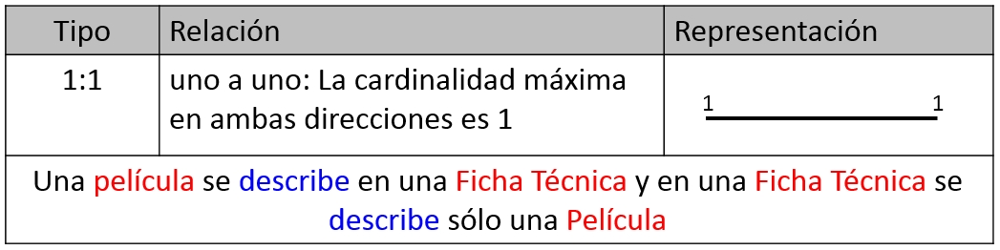 Tipo Relación Representación
1:1 uno a uno: La cardinalidad máxima
en ambas direcciones es 1
1 1
Una película se describe en una Ficha Técnica y en una Ficha Técnica se
describe sólo una Película